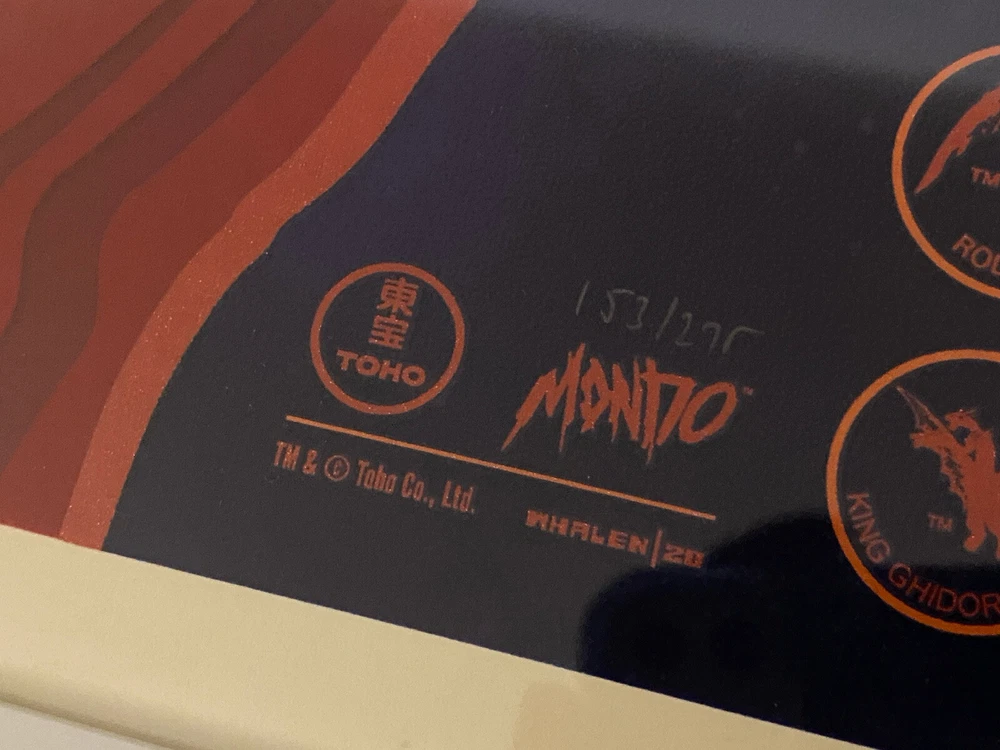 東
宝
TOHO
153/275
MONDO™
TM & © Toho Co., Ltd.
WHALEN|20
TM
TM
KING GHIDOR